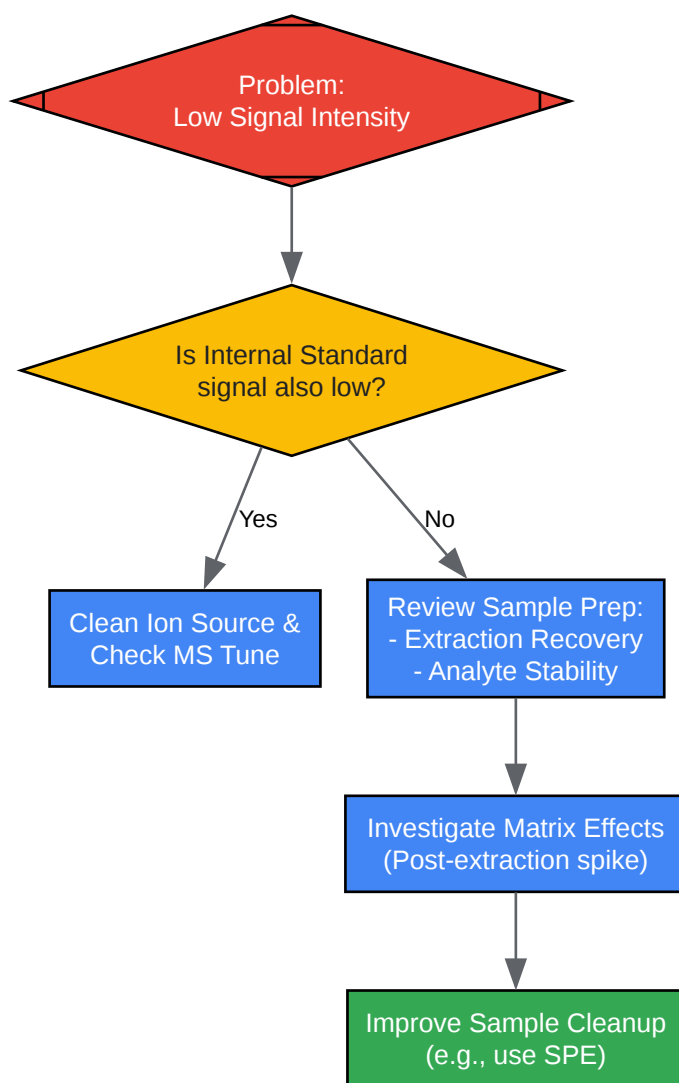 Problem:
Low Signal Intensity
Is Internal Standard
signal also low?
Yes
No
Clean Ion Source &
Check MS Tune
Review Sample Prep:
- Extraction Recovery
- Analyte Stability
Investigate Matrix Effects
(Post-extraction spike)
Improve Sample Cleanup
(e.g., use SPE)